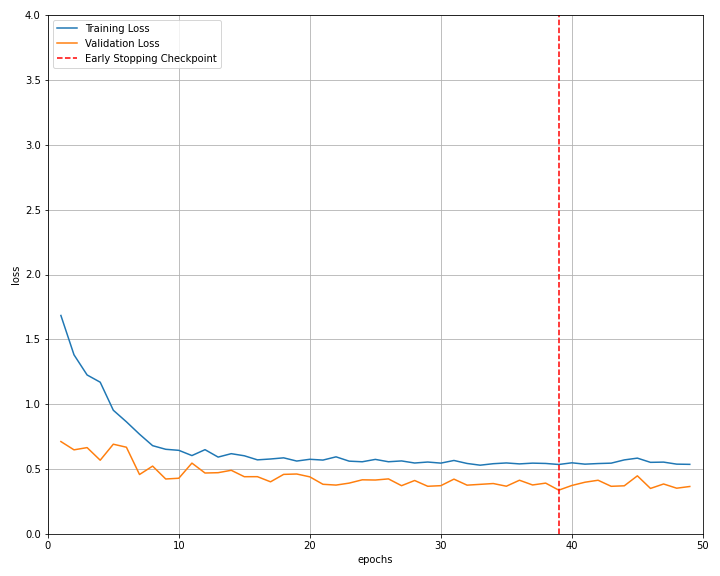 4.0
3.5
3.0
2.5
2.0
1.5
1.0
0.5
0.0
loss
Training Loss
Validation Loss
Early Stopping Checkpoint
0 10 20 30 40 50
epochs